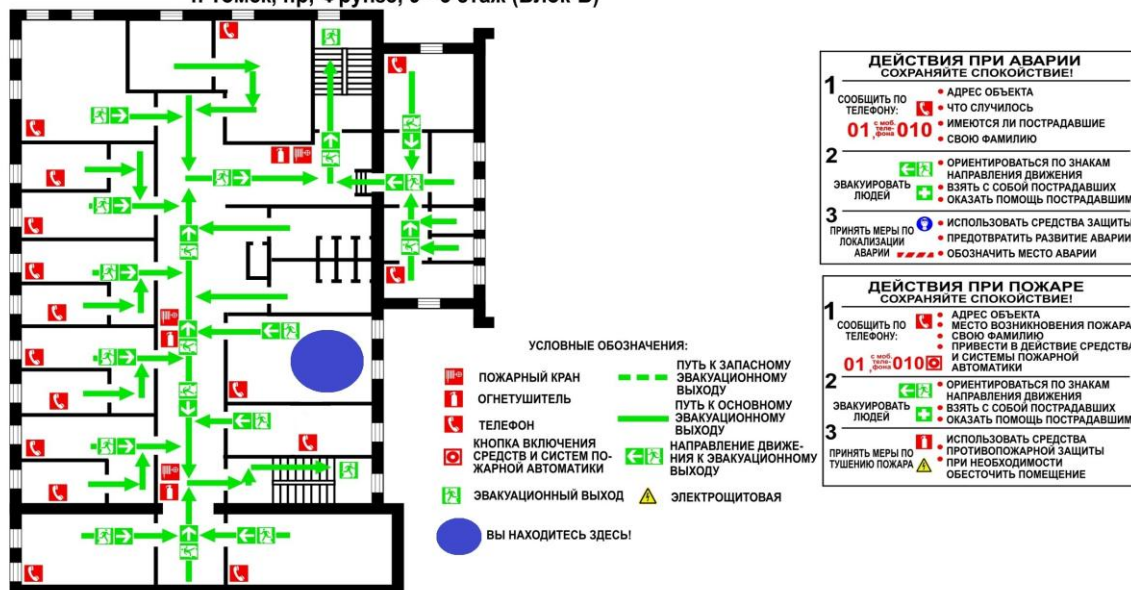 УСЛОВНЫЕ ОБОЗНАЧЕНИЯ:
ПОЖАРНЫЙ КРАН
ОГНЕТУШИТЕЛЬ
ТЕЛЕФОН
КНОПКА ВКЛЮЧЕНИЯ
СРЕДСТВ И СИСТЕМ ПО-
ЖАРНОЙ АВТОМАТИКИ
ЭВАКУАЦИОННЫЙ ВЫХОД
ВЫ НАХОДИТЕСЬ ЗДЕСЬ!
ПУТЬ К ЗАПАСНОМУ
ЭВАКУАЦИОННОМУ
ВЫХОДУ
ПУТЬ К ОСНОВНОМУ
ЭВАКУАЦИОННОМУ
ВЫХОДУ
НАПРАВЛЕНИЕ ДВИЖЕ-
НИЯ К ЭВАКУАЦИОННОМУ
ВЫХОДУ
ЭЛЕКТРОЩИТОВАЯ
ДЕЙСТВИЯ ПРИ АВАРИИ
СОХРАНЯЙТЕ СПОКОЙСТВИЕ!
1
СООБЩИТЬ ПО
ТЕЛЕФОНУ:
01 с моб. теле- фона 010
• АДРЕС ОБЪЕКТА
• ЧТО СЛУЧИЛОСЬ
• ИМЕЮТСЯ ЛИ ПОСТРАДАВШИЕ
• СВОЮ ФАМИЛИЮ
2
ЭВАКУИРОВАТЬ
ЛЮДЕЙ
• ОРИЕНТИРОВАТЬСЯ ПО ЗНАКАМ
НАПРАВЛЕНИЯ ДВИЖЕНИЯ
• ВЗЯТЬ С СОБОЙ ПОСТРАДАВШИХ
• ОКАЗАТЬ ПОМОЩЬ ПОСТРАДАВШИМ
3
ПРИНЯТЬ МЕРЫ ПО
ЛОКАЛИЗАЦИИ
АВАРИИ
• ИСПОЛЬЗОВАТЬ СРЕДСТВА ЗАЩИТЫ
• ПРЕДОТВРАТИТЬ РАЗВИТИЕ АВАРИИ
• ОБОЗНАЧИТЬ МЕСТО АВАРИИ
ДЕЙСТВИЯ ПРИ ПОЖАРЕ
СОХРАНЯЙТЕ СПОКОЙСТВИЕ!
1
СООБЩИТЬ ПО
ТЕЛЕФОНУ:
01 с моб. теле- фона 010
• АДРЕС ОБЪЕКТА
• МЕСТО ВОЗНИКНОВЕНИЯ ПОЖАРА
• СВОЮ ФАМИЛИЮ
• ПРИВЕСТИ В ДЕЙСТВИЕ СРЕДСТВА
И СИСТЕМЫ ПОЖАРНОЙ
АВТОМАТИКИ
2
ЭВАКУИРОВАТЬ
ЛЮДЕЙ
• ОРИЕНТИРОВАТЬСЯ ПО ЗНАКАМ
НАПРАВЛЕНИЯ ДВИЖЕНИЯ
• ВЗЯТЬ С СОБОЙ ПОСТРАДАВШИХ
• ОКАЗАТЬ ПОМОЩЬ ПОСТРАДАВШИМ
3
ПРИНЯТЬ МЕРЫ ПО
ТУШЕНИЮ ПОЖАРА
• ИСПОЛЬЗОВАТЬ СРЕДСТВА
• ПРОТИВОПОЖАРНОЙ ЗАЩИТЫ
• ПРИ НЕОБХОДИМОСТИ
ОБЕСТОЧИТЬ ПОМЕЩЕНИЕ